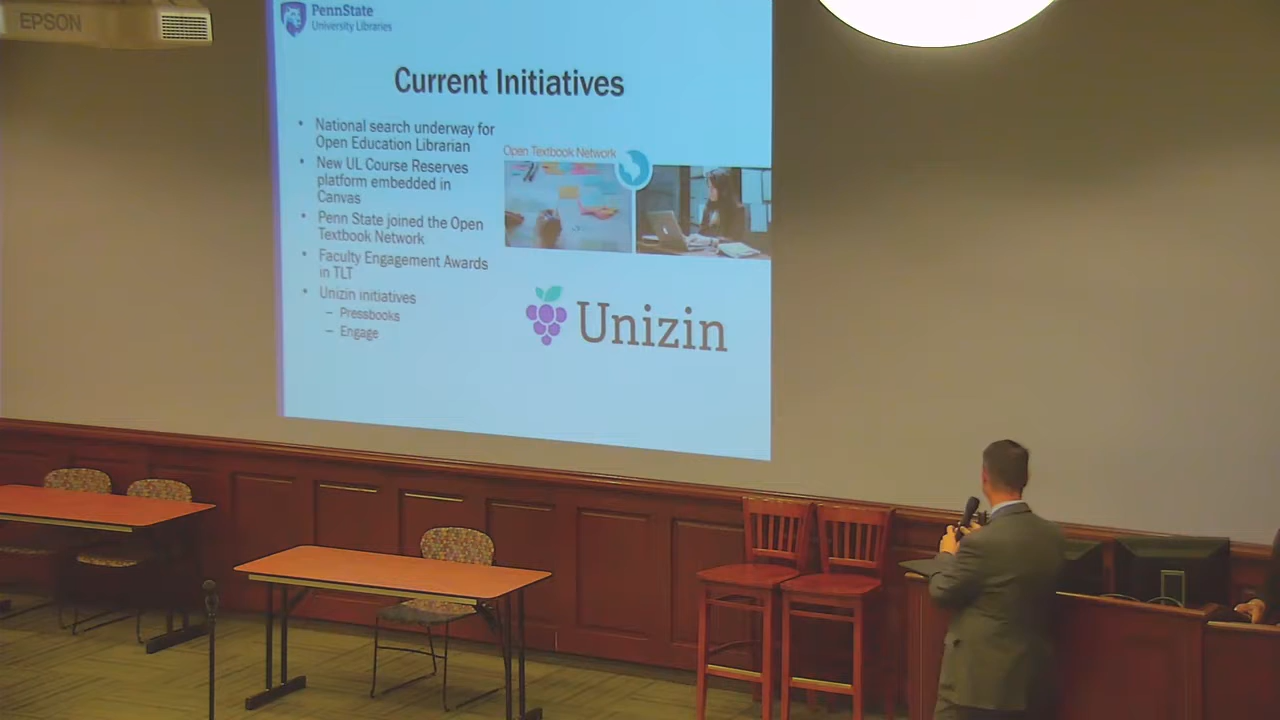 EPSON
PennState
University Libraries
Current Initiatives
• National search underway for
Open Education Librarian
• New UL Course Reserves
platform embedded in
Canvas
• Penn State joined the Open
Textbook Network
• Faculty Engagement Awards
in TLT
• Unizin initiatives
– Pressbooks
– Engage
Open Textbook Network
Unizin